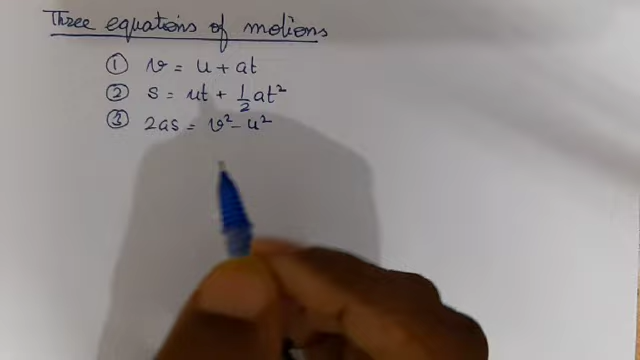 Three equations of motions
① v = u + at
② s = ut + 1/2 at²
③ 2as = v² - u²